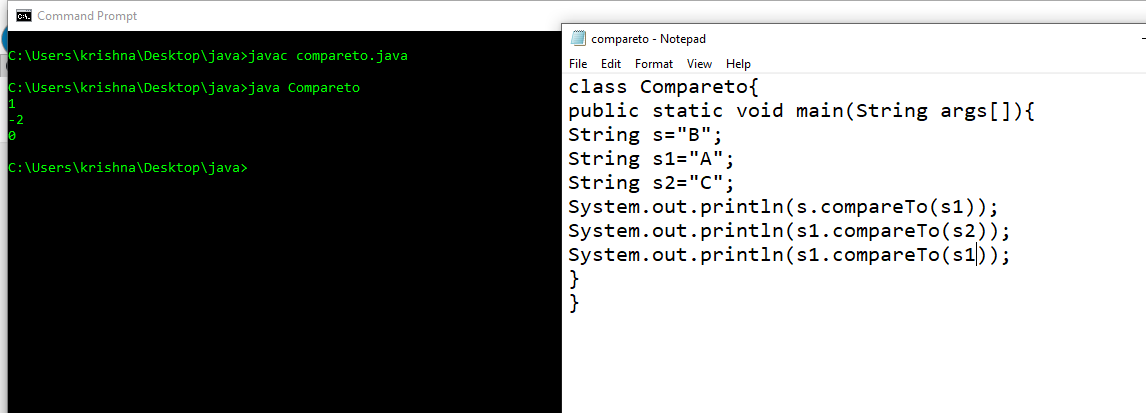 Command Prompt
C:\Users\krishna\Desktop\java>javac compareto.java
C:\Users\krishna\Desktop\java>java Compareto
1
-2
0
C:\Users\krishna\Desktop\java>
compareto - Notepad
File Edit Format View Help
class Compareto{
public static void main(String args[]){
String s="B";
String s1="A";
String s2="C";
System.out.println(s.compareTo(s1));
System.out.println(s1.compareTo(s2));
System.out.println(s1.compareTo(s1));
}
}